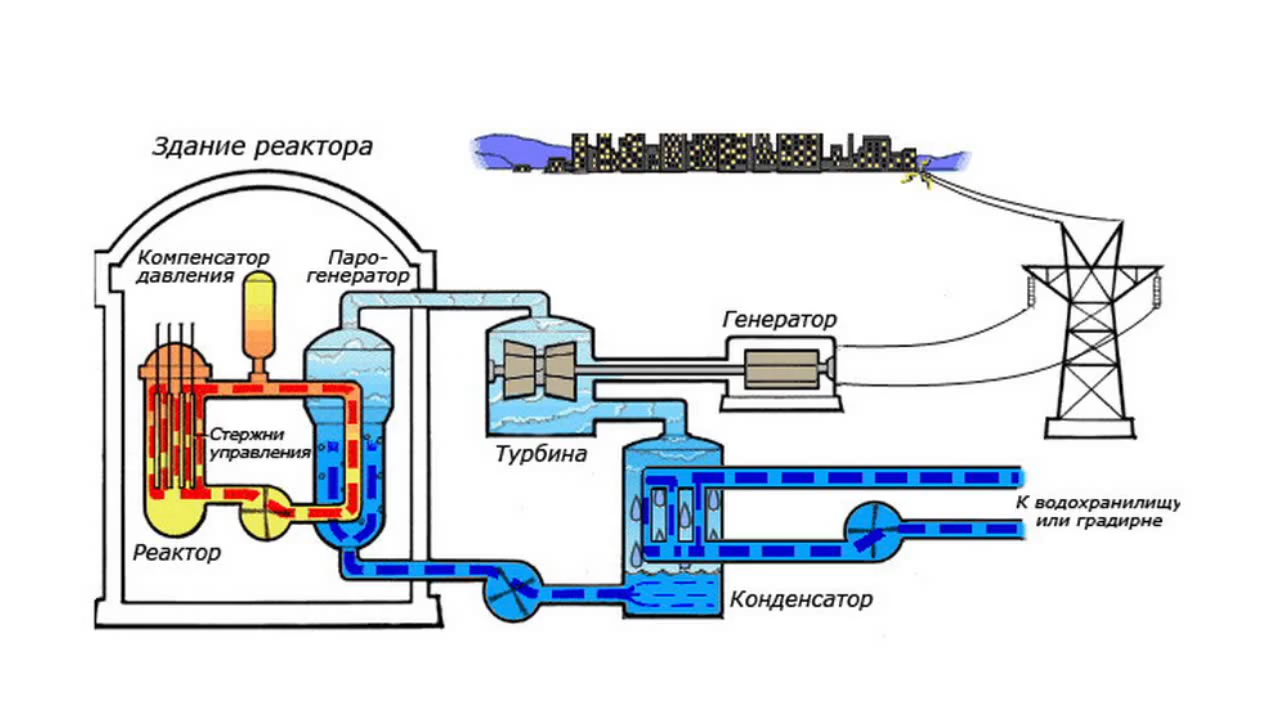 Здание реактора
Компенсатор
давления
Паро-
генератор
Стержни
управления
Реактор
Турбина
Генератор
Конденсатор
К водохранилищу
или градирне